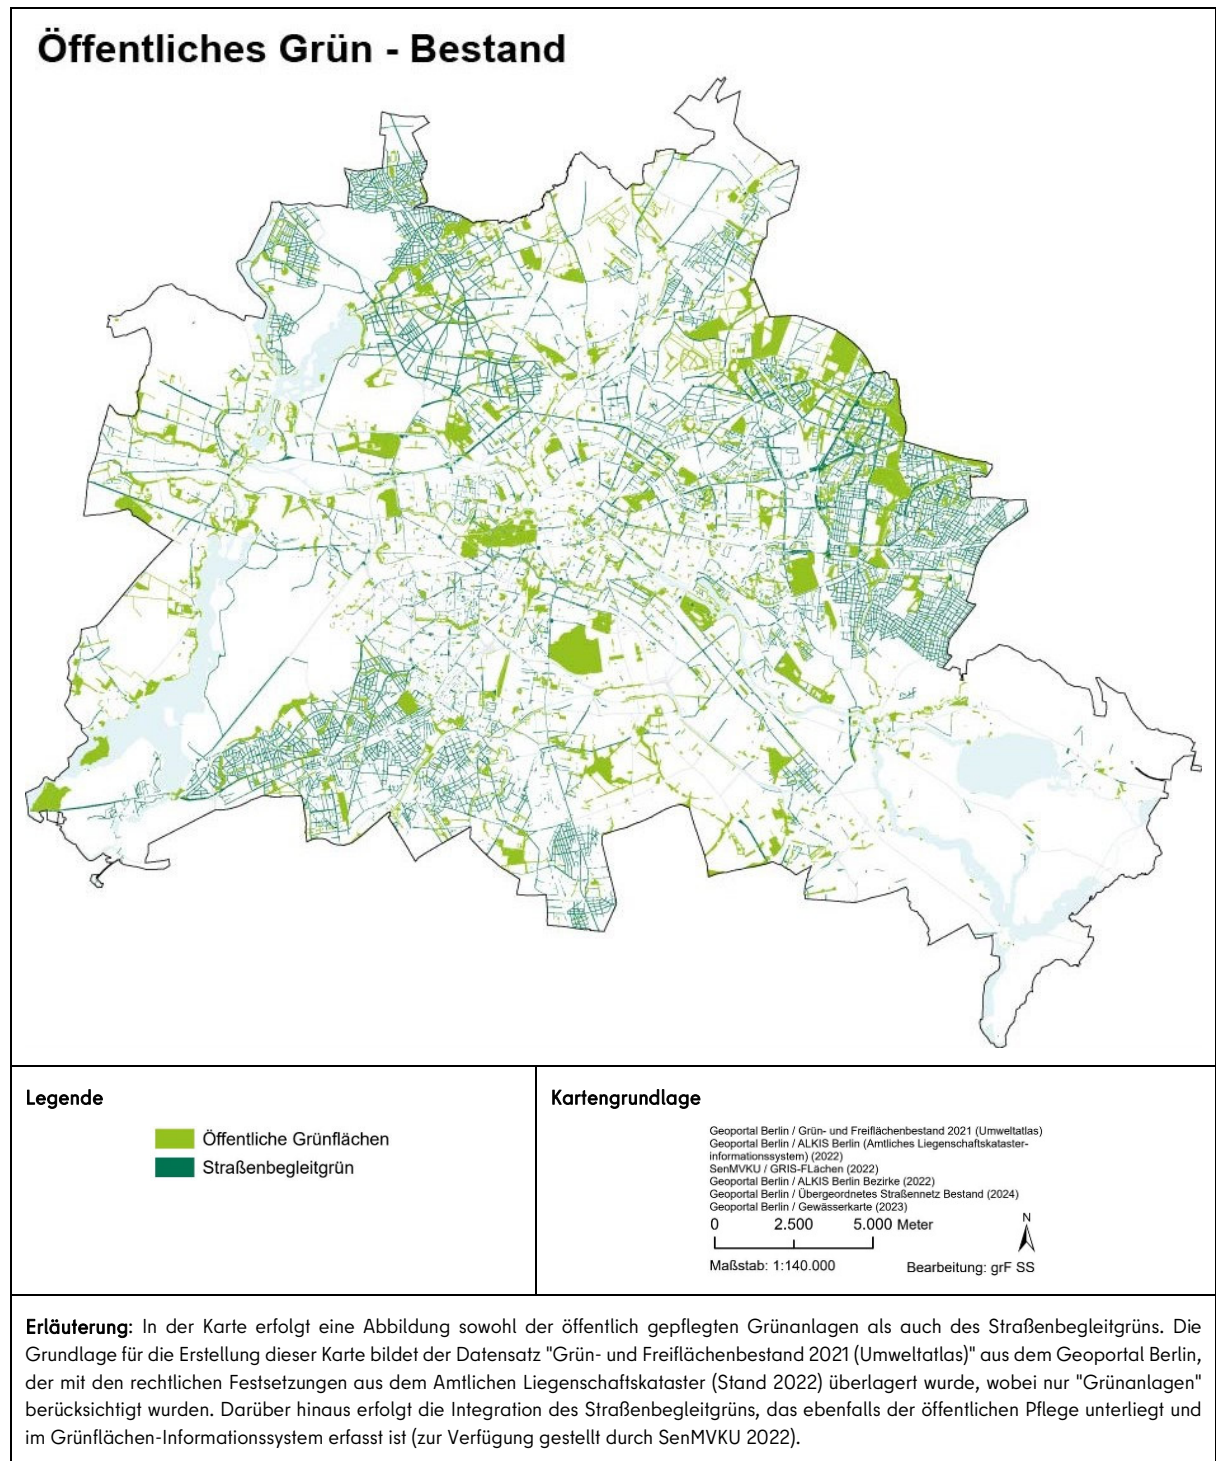 Öffentliches Grün - Bestand
Legende
Öffentliche Grünflächen
Straßenbegleitgrün
Kartengrundlage
Geoportal Berlin / Grün- und Freiflächenbestand 2021 (Umweltatlas)
Geoportal Berlin / ALKIS Berlin (Amtliches Liegenschaftskataster-
informationssystem) (2022)
SenMVKU / GRIS-FLächen (2022)
Geoportal Berlin / ALKIS Berlin Bezirke (2022)
Geoportal Berlin / Übergeordnetes Straßennetz Bestand (2024)
Geoportal Berlin / Gewässerkarte (2023)
0 2.500 5.000 Meter
N
Maßstab: 1:140.000 Bearbeitung: grF SS
Erläuterung: In der Karte erfolgt eine Abbildung sowohl der öffentlich gepflegten Grünanlagen als auch des Straßenbegleitgrüns. Die
Grundlage für die Erstellung dieser Karte bildet der Datensatz "Grün- und Freiflächenbestand 2021 (Umweltatlas)" aus dem Geoportal Berlin,
der mit den rechtlichen Festsetzungen aus dem Amtlichen Liegenschaftskataster (Stand 2022) überlagert wurde, wobei nur "Grünanlagen"
berücksichtigt wurden. Darüber hinaus erfolgt die Integration des Straßenbegleitgrüns, das ebenfalls der öffentlichen Pflege unterliegt und
im Grünflächen-Informationssystem erfasst ist (zur Verfügung gestellt durch SenMVKU 2022).